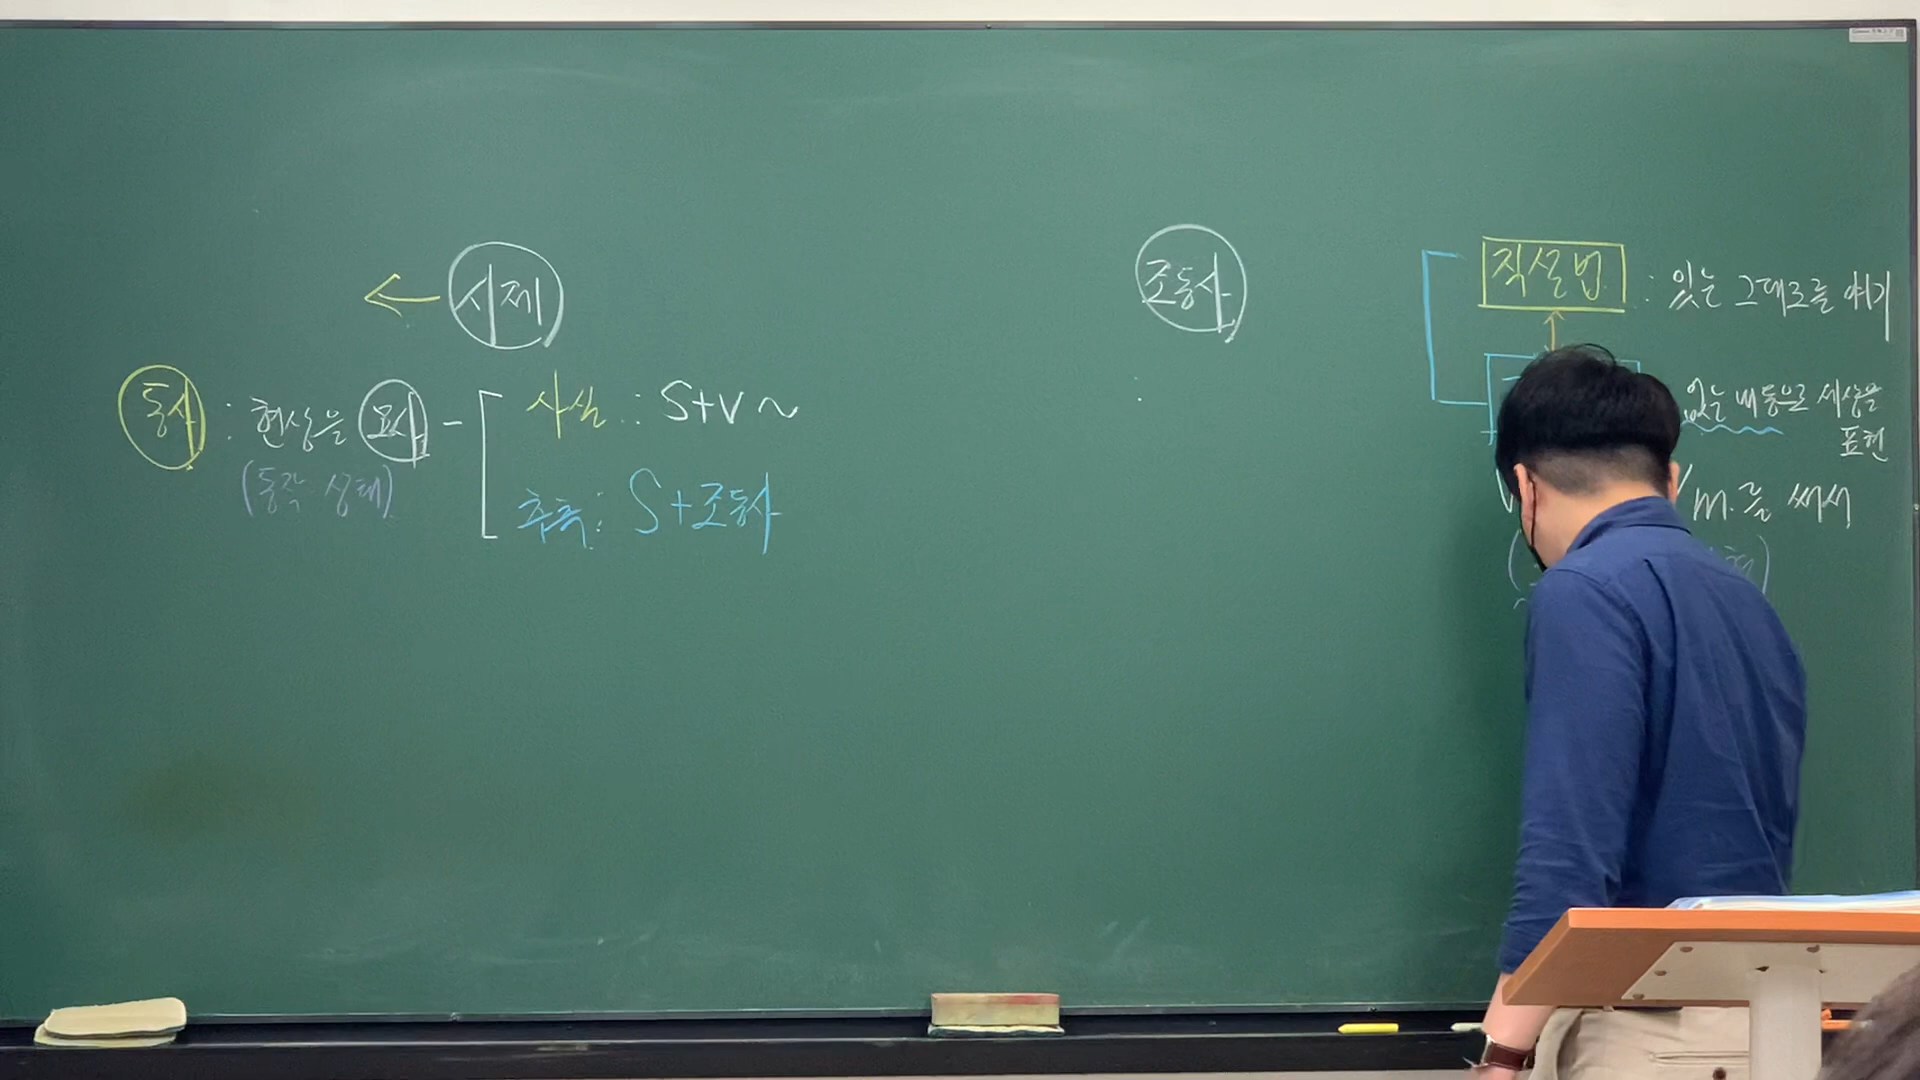 ← 시제
동사 : 현상을 묘사 -
(동작 상태)
사실 : S+V ~
추측 : S+조동사
조동사
직설법 : 있는 그대로를 얘기
있는 내용으로 세상을
표현
m.를 써서